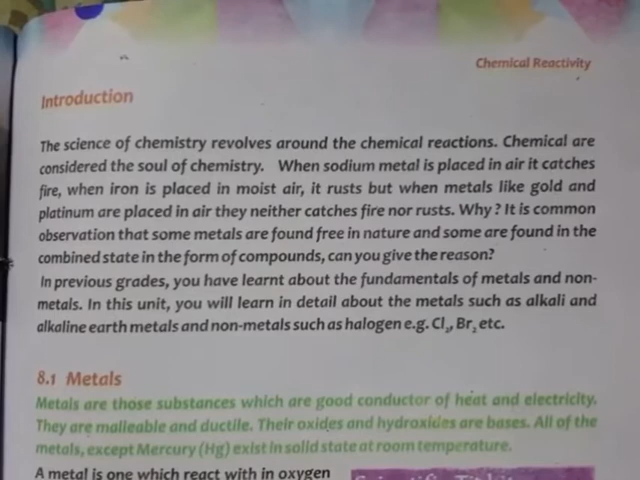 Chemical Reactivity
Introduction
The science of chemistry revolves around the chemical reactions. Chemical are
considered the soul of chemistry. When sodium metal is placed in air it catches
fire, when iron is placed in moist air, it rusts but when metals like gold and
platinum are placed in air they neither catches fire nor rusts. Why? It is common
observation that some metals are found free in nature and some are found in the
combined state in the form of compounds, can you give the reason?
In previous grades, you have learnt about the fundamentals of metals and non-
metals. In this unit, you will learn in detail about the metals such as alkali and
alkaline earth metals and non-metals such as halogen e.g. Cl₂, Br₂ etc.
8.1 Metals
Metals are those substances which are good conductor of heat and electricity.
They are malleable and ductile. Their oxides and hydroxides are bases. All of the
metals, except Mercury (Hg) exist in solid state at room temperature.
A metal is one which react with in oxygen